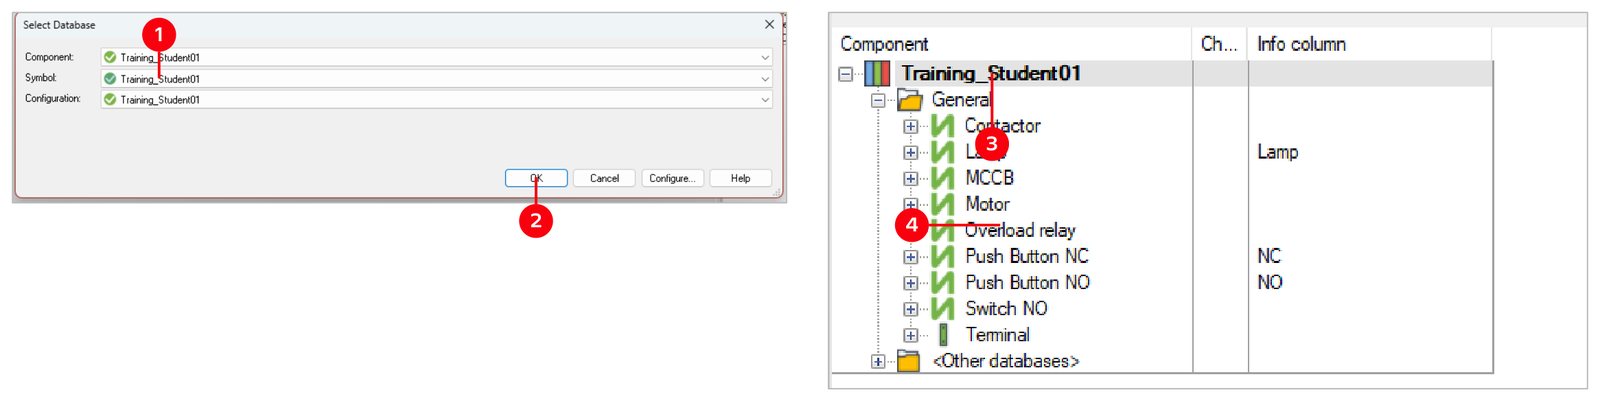 Select Database
1
Component: Training_Student01
Symbol: Training_Student01
Configuration: Training_Student01
OK Cancel Configure... Help
2
Component Ch... Info column
Training_Student01
General
Contactor
3
Lamp
MCCB
Motor
4
Overload relay
Push Button NC NC
Push Button NO NO
Switch NO
Terminal
<Other databases>